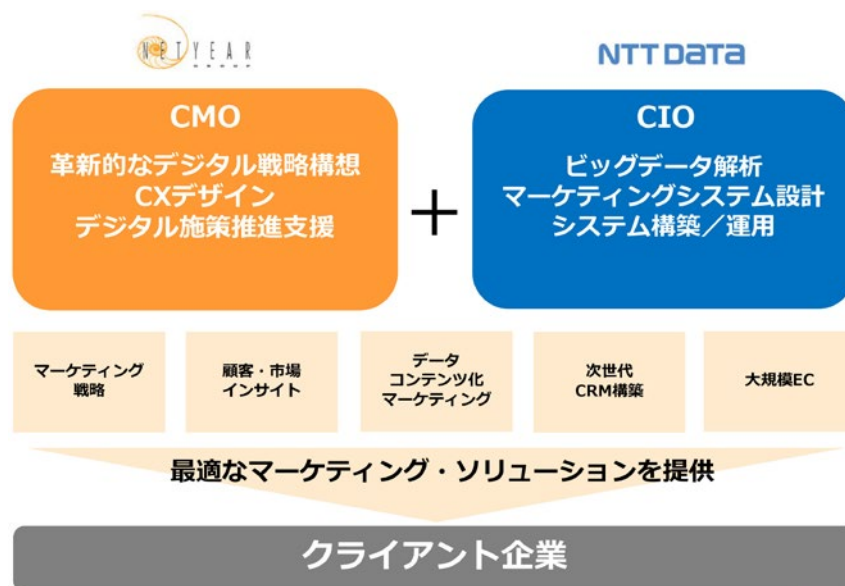 NETYEAR
GROUP
NTT DATA
CMO
革新的なデジタル戦略構想
CXデザイン
デジタル施策推進支援
＋
CIO
ビッグデータ解析
マーケティングシステム設計
システム構築／運用
マーケティング
戦略
顧客・市場
インサイト
データ
コンテンツ化
マーケティング
次世代
CRM構築
大規模EC
最適なマーケティング・ソリューションを提供
クライアント企業